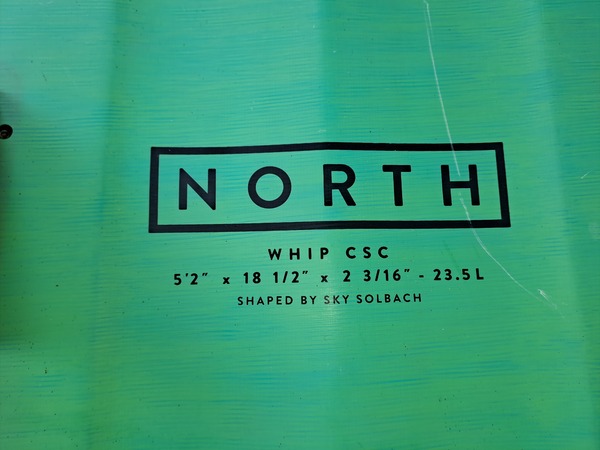 NORTH
WHIP CSC
5'2" x 18 1/2" x 2 3/16" - 23.5L
SHAPED BY SKY SOLBACH